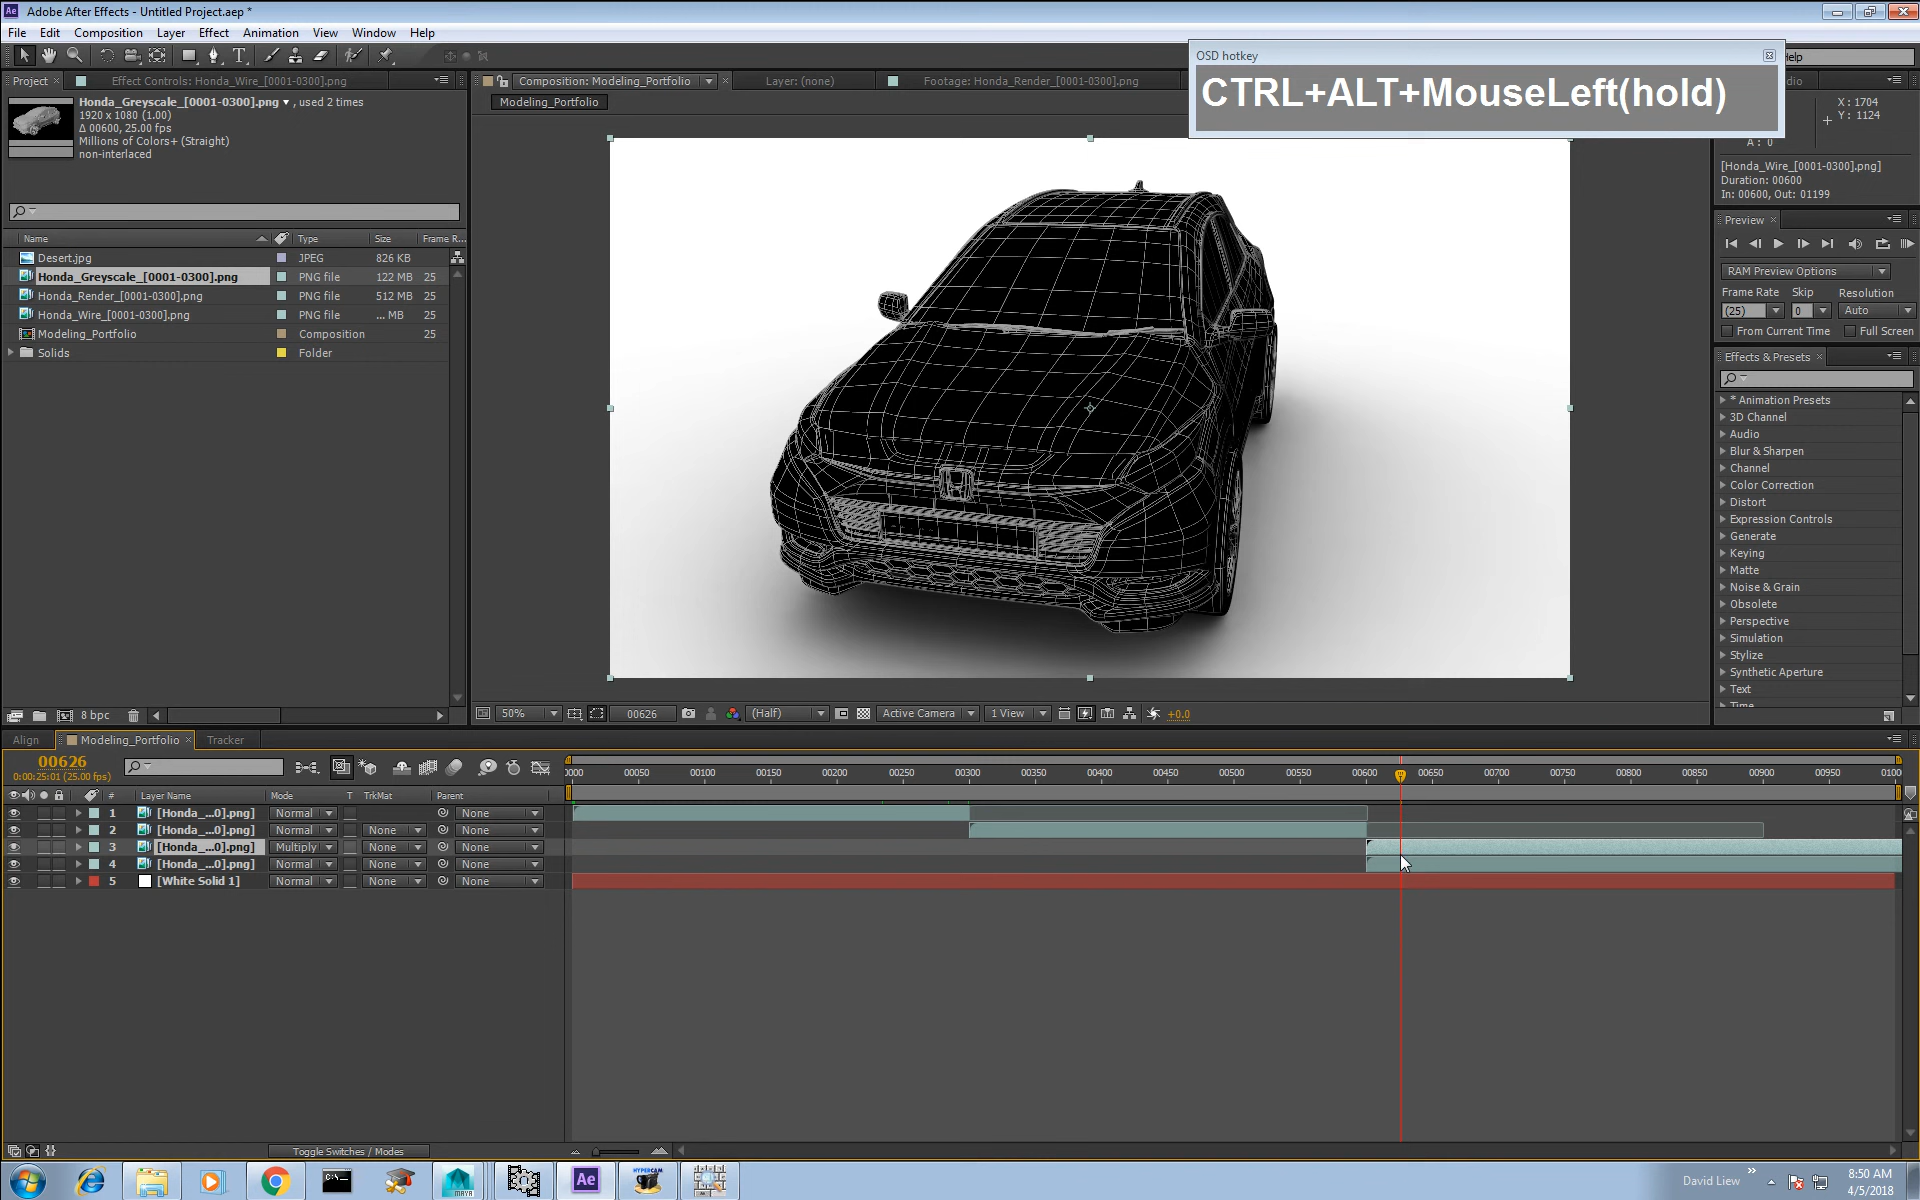 Adobe After Effects - Untitled Project.aep *
File Edit Composition Layer Effect Animation View Window Help
OSD hotkey
CTRL+ALT+MouseLeft(hold)
Help
Project Effect Controls: Honda_Wire_[0001-0300].png
Composition: Modeling_Portfolio Layer: (none) Footage: Honda_Render_[0001-0300].png
Modeling_Portfolio
Honda_Greyscale_[0001-0300].png , used 2 times
1920 x 1080 (1.00)
Δ 00600, 25.00 fps
Millions of Colors+ (Straight)
non-interlaced
X : 1704
Y : 1124
A : 0
[Honda_Wire_[0001-0300].png]
Duration: 00600
In: 00600, Out: 01199
Name Type Size Frame R...
Desert.jpg JPEG 826 KB
Honda_Greyscale_[0001-0300].png PNG file 122 MB 25
Honda_Render_[0001-0300].png PNG file 512 MB 25
Honda_Wire_[0001-0300].png PNG file ... MB 25
Modeling_Portfolio Composition 25
Solids Folder
8 bpc
Preview
RAM Preview Options
Frame Rate Skip Resolution
(25) 0 Auto
From Current Time Full Screen
Effects & Presets
* Animation Presets
3D Channel
Audio
Blur & Sharpen
Channel
Color Correction
Distort
Expression Controls
Generate
Keying
Matte
Noise & Grain
Obsolete
Perspective
Simulation
Stylize
Synthetic Aperture
Text
Time
50% 00626 (Half) Active Camera 1 View +0.0
Align Modeling_Portfolio Tracker
00626
0:00:25:01 (25.00 fps)
0000 00050 00100 00150 00200 00250 00300 00350 00400 00450 00500 00550 00600 00650 00700 00750 00800 00850 00900 00950 0100
# Layer Name Mode T TrkMat Parent
1 [Honda_...0].png] Normal None
2 [Honda_...0].png] Normal None None
3 [Honda_...0].png] Multiply None None
4 [Honda_...0].png] Normal None None
5 [White Solid 1] Normal None None
Toggle Switches / Modes
C:\_
MAYA
Ae
HYPERCAM
David Liew
8:50 AM
4/5/2018